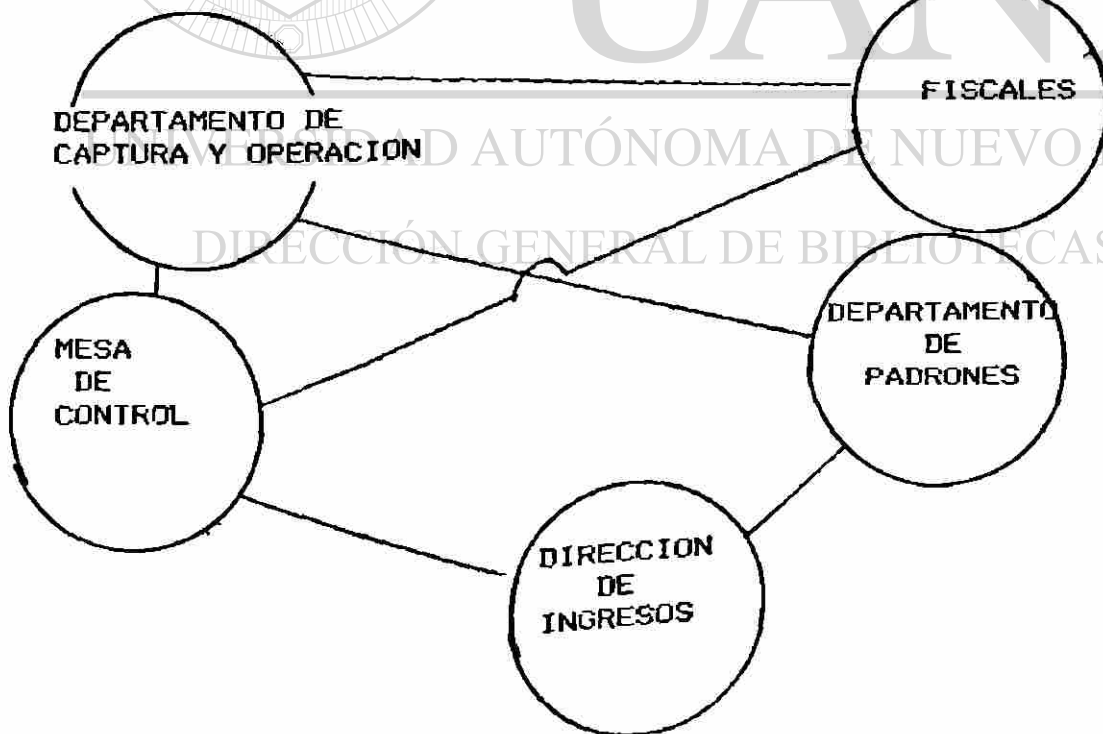 UAN
FISCALES
DEPARTAMENTO DE
CAPTURA Y OPERACION
UNIVERSIDAD AUTÓNOMA DE NUEVO
DIRECCIÓN GENERAL DE BIBLIOTECAS
DEPARTAMENTO
DE
PADRONES
MESA
DE
CONTROL
DIRECCION
DE
INGRESOS